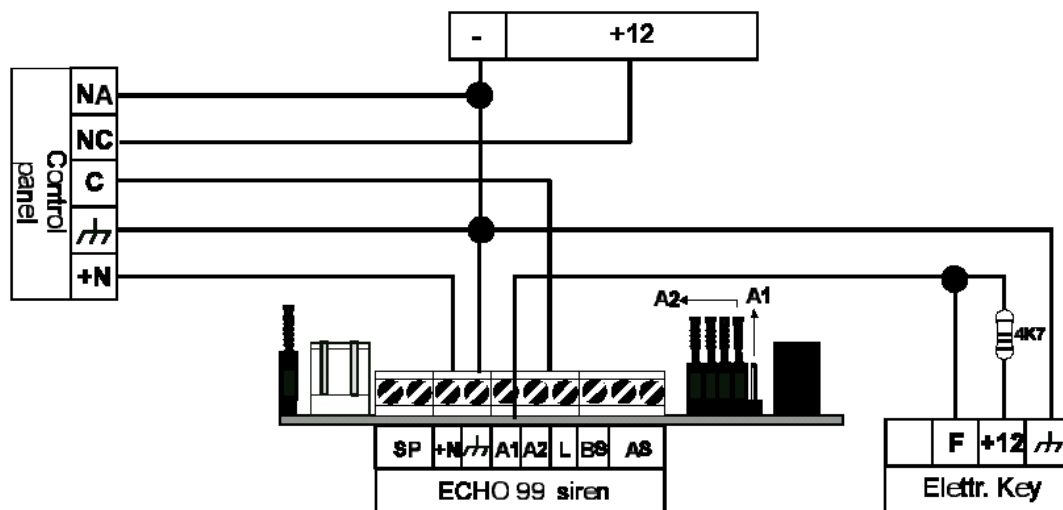 - +12
NA
NC
C
+N
Control
panel
A2 A1
4K7
SP +N A1 A2 L BS AS
ECHO 99 siren
F +12
Elettr. Key